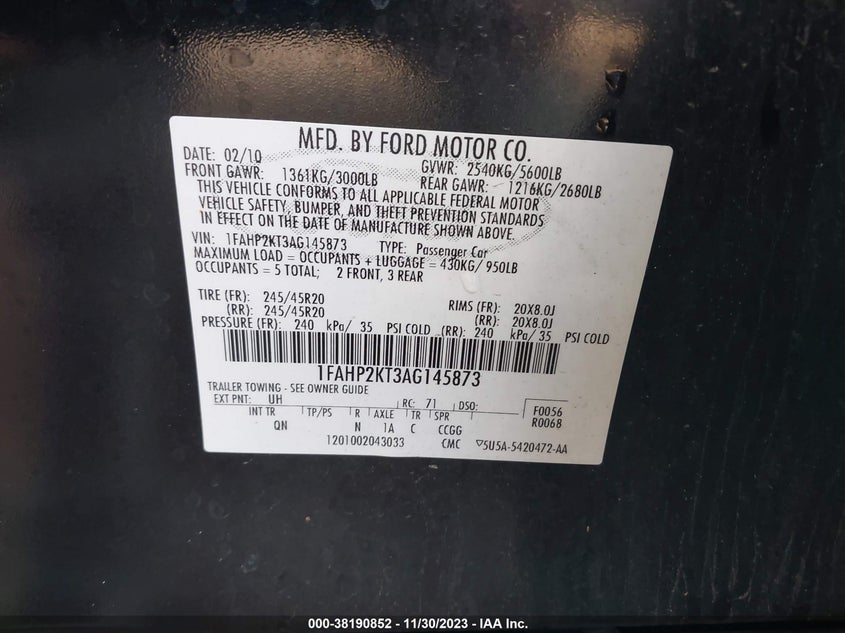 MFD. BY FORD MOTOR CO.
DATE: 02/10 GVWR: 2540KG/5600LB
FRONT GAWR: 1361KG/3000LB REAR GAWR: 1216KG/2680LB
THIS VEHICLE CONFORMS TO ALL APPLICABLE FEDERAL MOTOR
VEHICLE SAFETY, BUMPER, AND THEFT PREVENTION STANDARDS
IN EFFECT ON THE DATE OF MANUFACTURE SHOWN ABOVE.
VIN: 1FAHP2KT3AG145873 TYPE: Passenger Car
MAXIMUM LOAD = OCCUPANTS + LUGGAGE = 430KG/ 950LB
OCCUPANTS = 5 TOTAL; 2 FRONT, 3 REAR
TIRE (FR): 245/45R20 RIMS (FR): 20X8.0J
(RR): 245/45R20 (RR): 20X8.0J
PRESSURE (FR): 240 kPa/ 35 PSI COLD (RR): 240 kPa/ 35 PSI COLD
1FAHP2KT3AG145873
TRAILER TOWING - SEE OWNER GUIDE
EXT PNT: UH RC: 71 DSO: F0056
INT TR TP/PS R AXLE TR SPR R0068
QN N 1A C CCGG
1201002043033 CMC ▽5U5A-5420472-AA
000-38190852 - 11/30/2023 - IAA Inc.